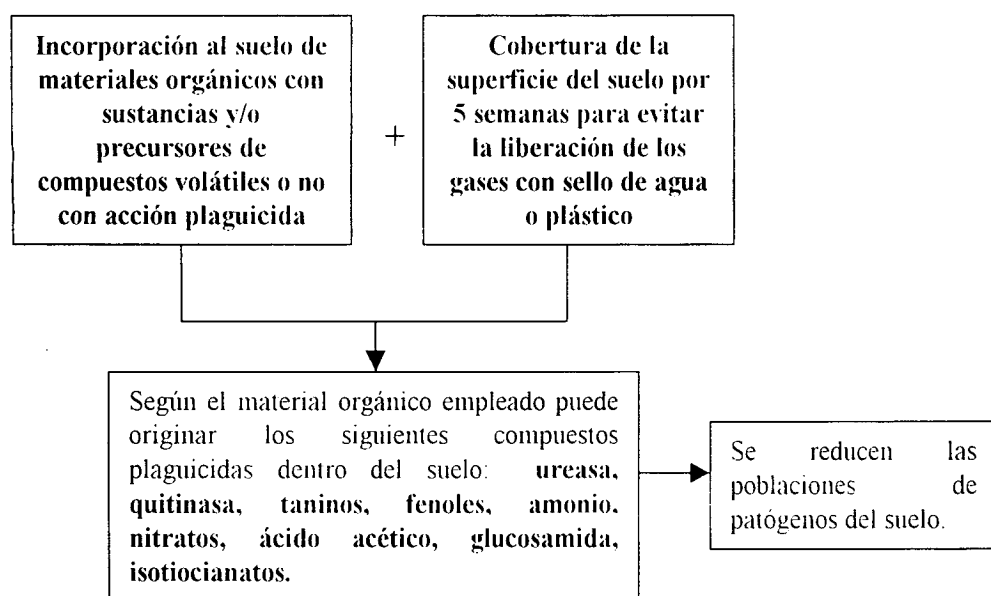 Incorporación al suelo de
materiales orgánicos con
sustancias y/o
precursores de
compuestos volátiles o no
con acción plaguicida
+
Cobertura de la
superficie del suelo por
5 semanas para evitar
la liberación de los
gases con sello de agua
o plástico
Según el material orgánico empleado puede
originar los siguientes compuestos
plaguicidas dentro del suelo: ureasa,
quitinasa, taninos, fenoles, amonio,
nitratos, ácido acético, glucosamida,
isotiocianatos.
Se reducen las
poblaciones de
patógenos del suelo.